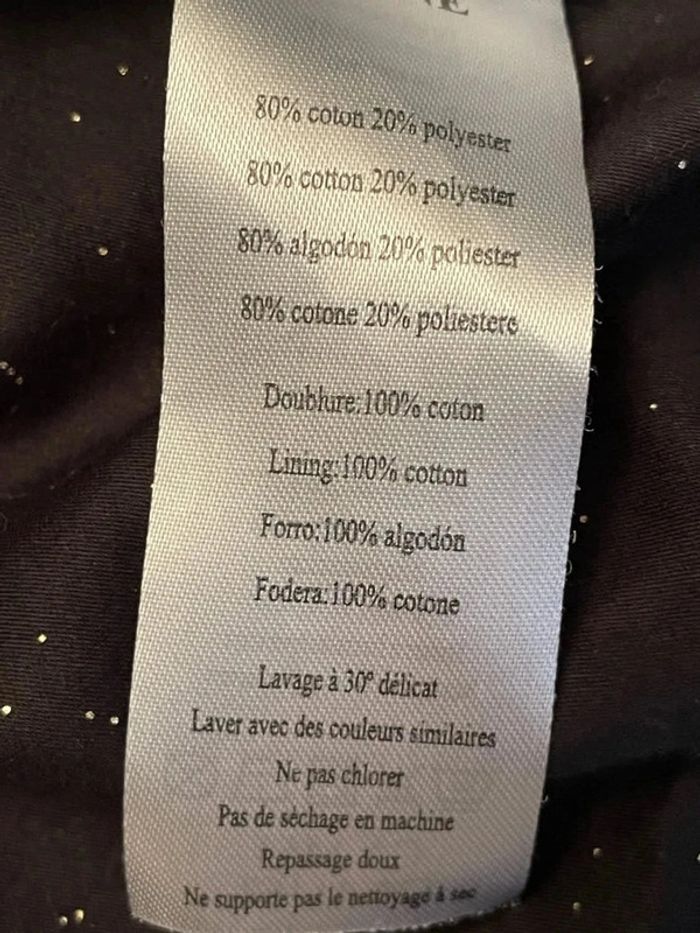 80% coton 20% polyester
80% cotton 20% polyester
80% algodón 20% poliester
80% cotone 20% poliestere
Doublure:100% coton
Lining:100% cotton
Forro:100% algodón
Fodera:100% cotone
Lavage à 30° délicat
Laver avec des couleurs similaires
Ne pas chlorer
Pas de séchage en machine
Repassage doux
Ne supporte pas le nettoyage à sec